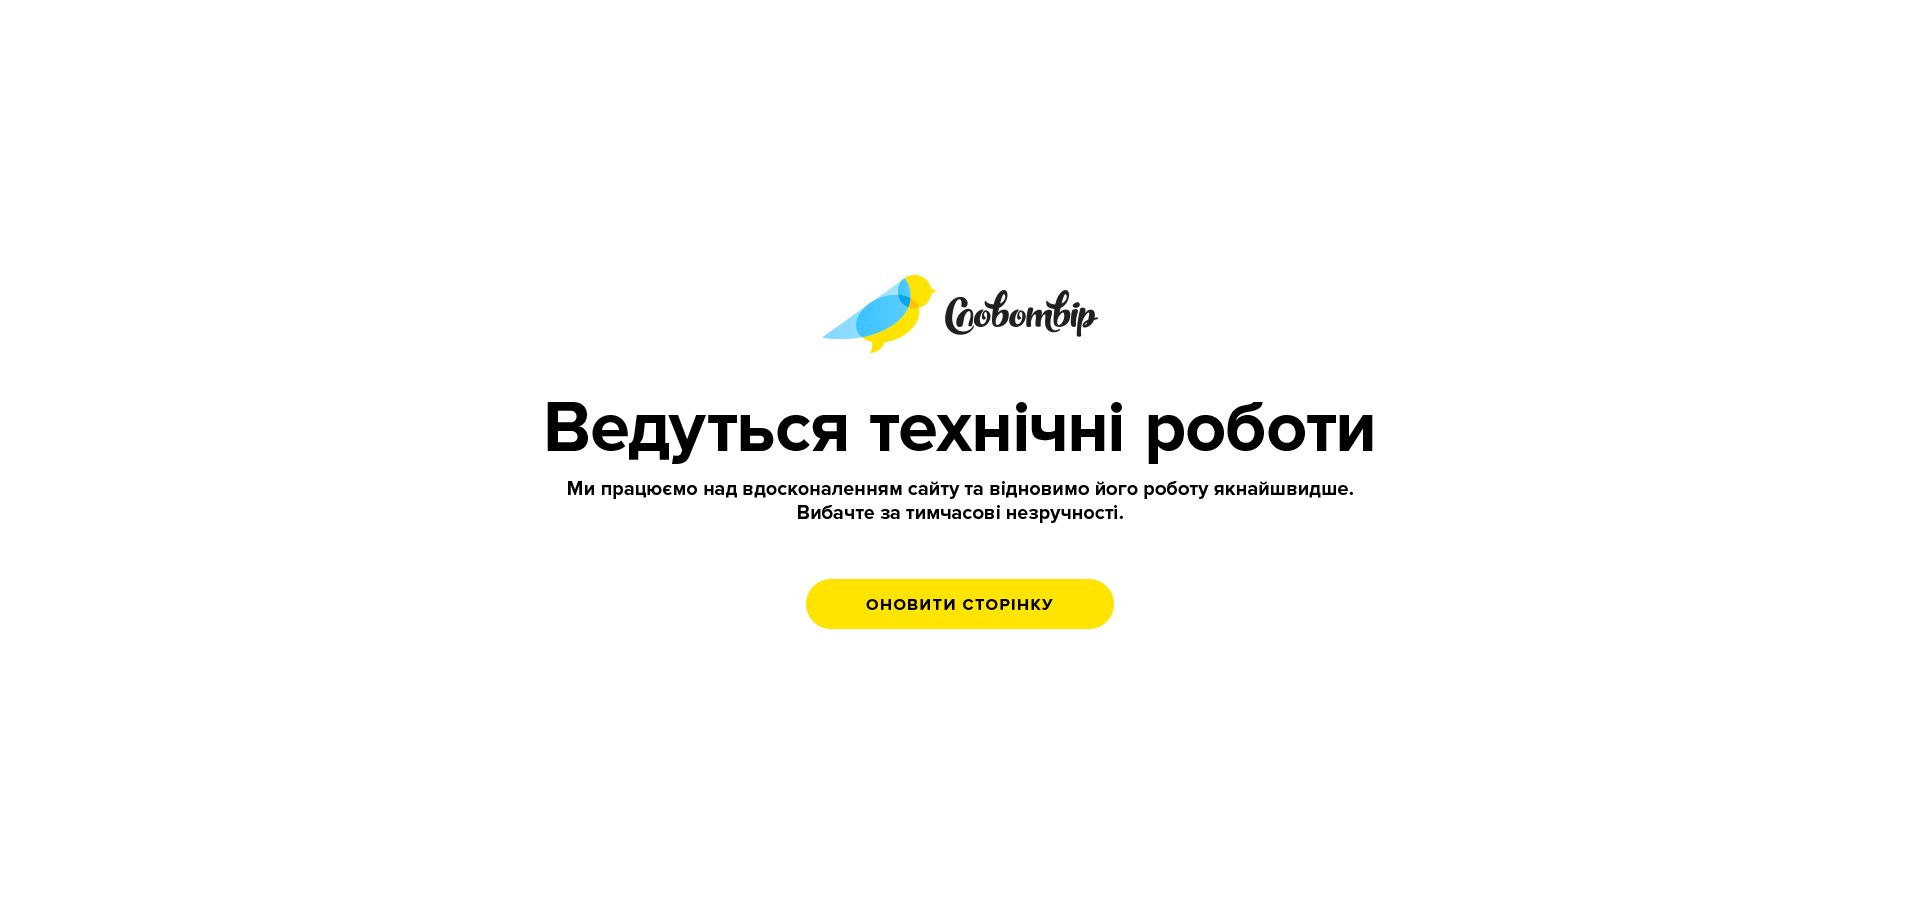 Словотвір
Ведуться технічні роботи
Ми працюємо над вдосконаленням сайту та відновимо його роботу якнайшвидше.
Вибачте за тимчасові незручності.
ОНОВИТИ СТОРІНКУ